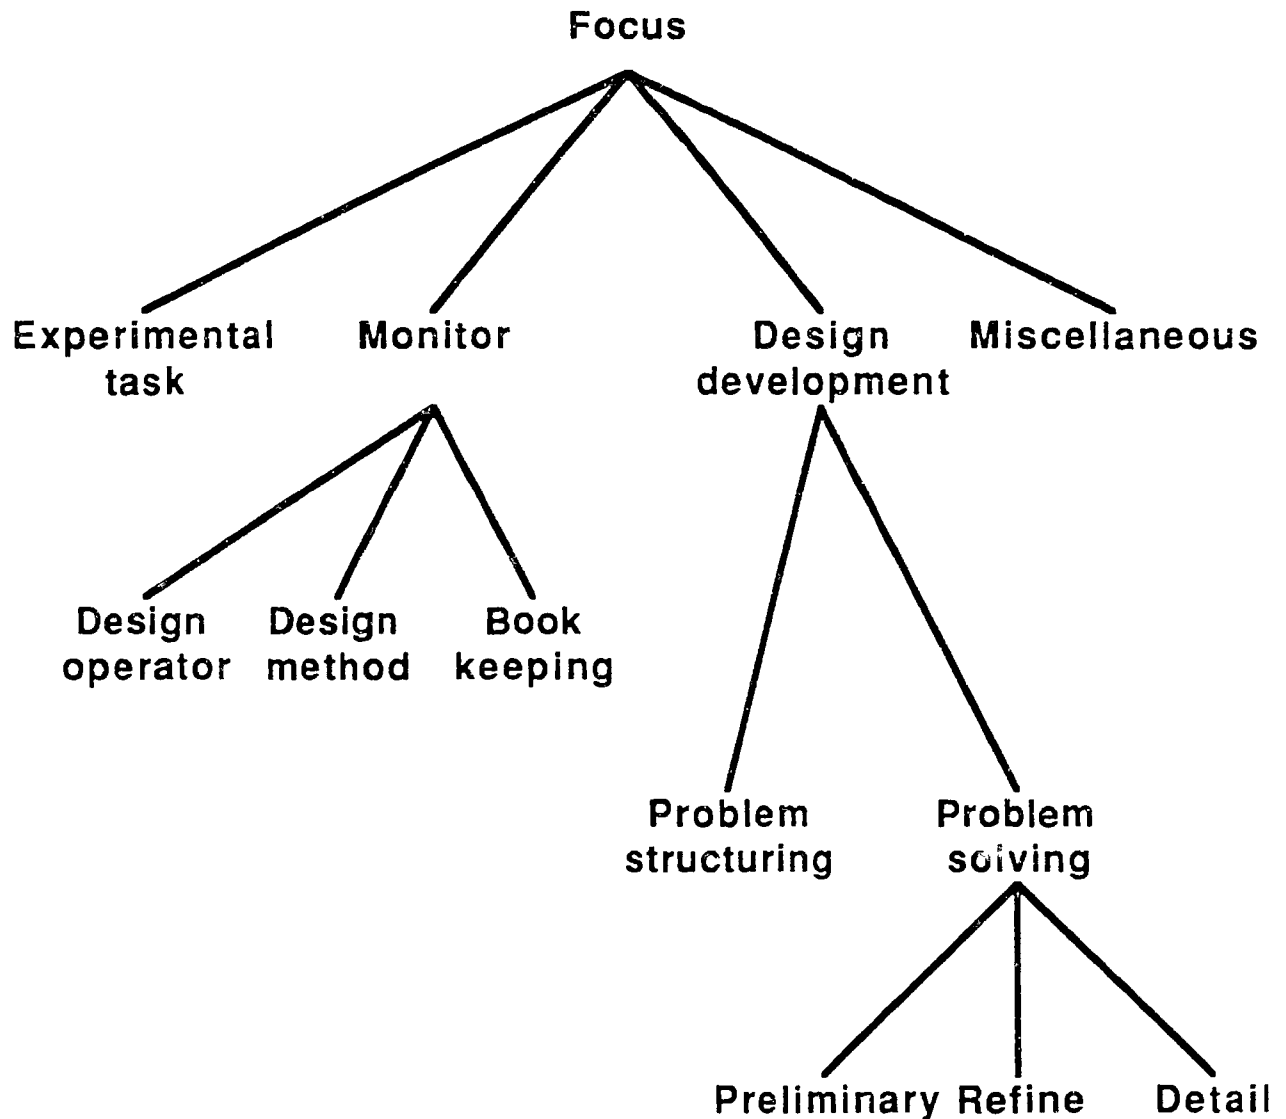 Focus
Experimental
task
Monitor
Design
development
Miscellaneous
Design
operator
Design
method
Book
keeping
Problem
structuring
Problem
solving
Preliminary
Refine
Detail